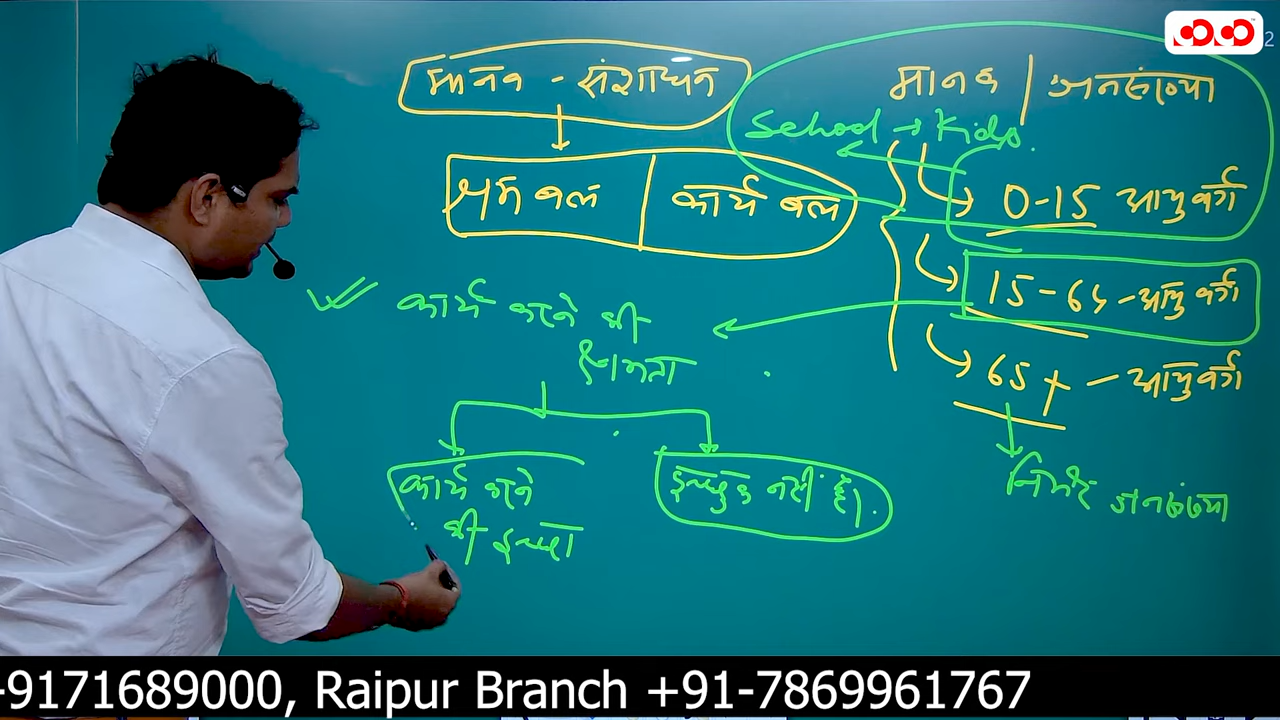 मानव - संसाधन
श्रम बल | कार्य बल
मानव | जनसंख्या
School → Kids
0-15 आयुवर्ग
15-64 - आयु वर्ग
65+ - आयुवर्ग
निर्भर जनसंख्या
कार्य करने की
क्षमता
कार्य करने
की इच्छा
इच्छुक नहीं है।
-9171689000, Raipur Branch +91-7869961767